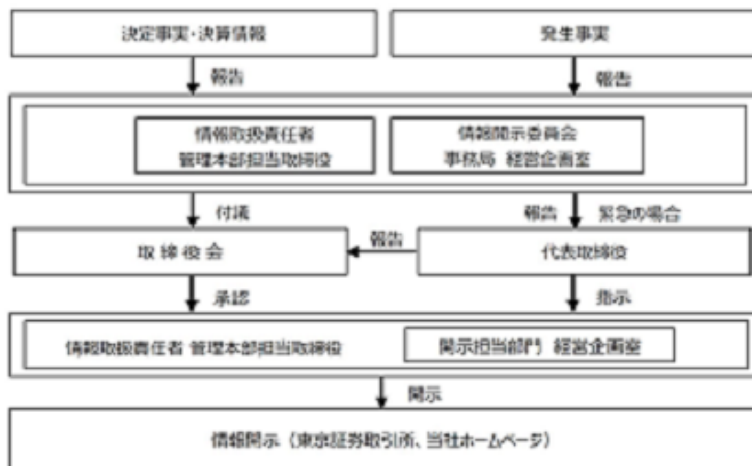 決定事実・決算情報
発生事実
報告
報告
情報取扱責任者
管理本部担当取締役
情報開示委員会
事務局 経営企画室
付議
報告 緊急の場合
取締役会
報告
代表取締役
承認
指示
情報取扱責任者 管理本部担当取締役
開示担当部門 経営企画室
開示
情報開示（東京証券取引所、当社ホームページ）